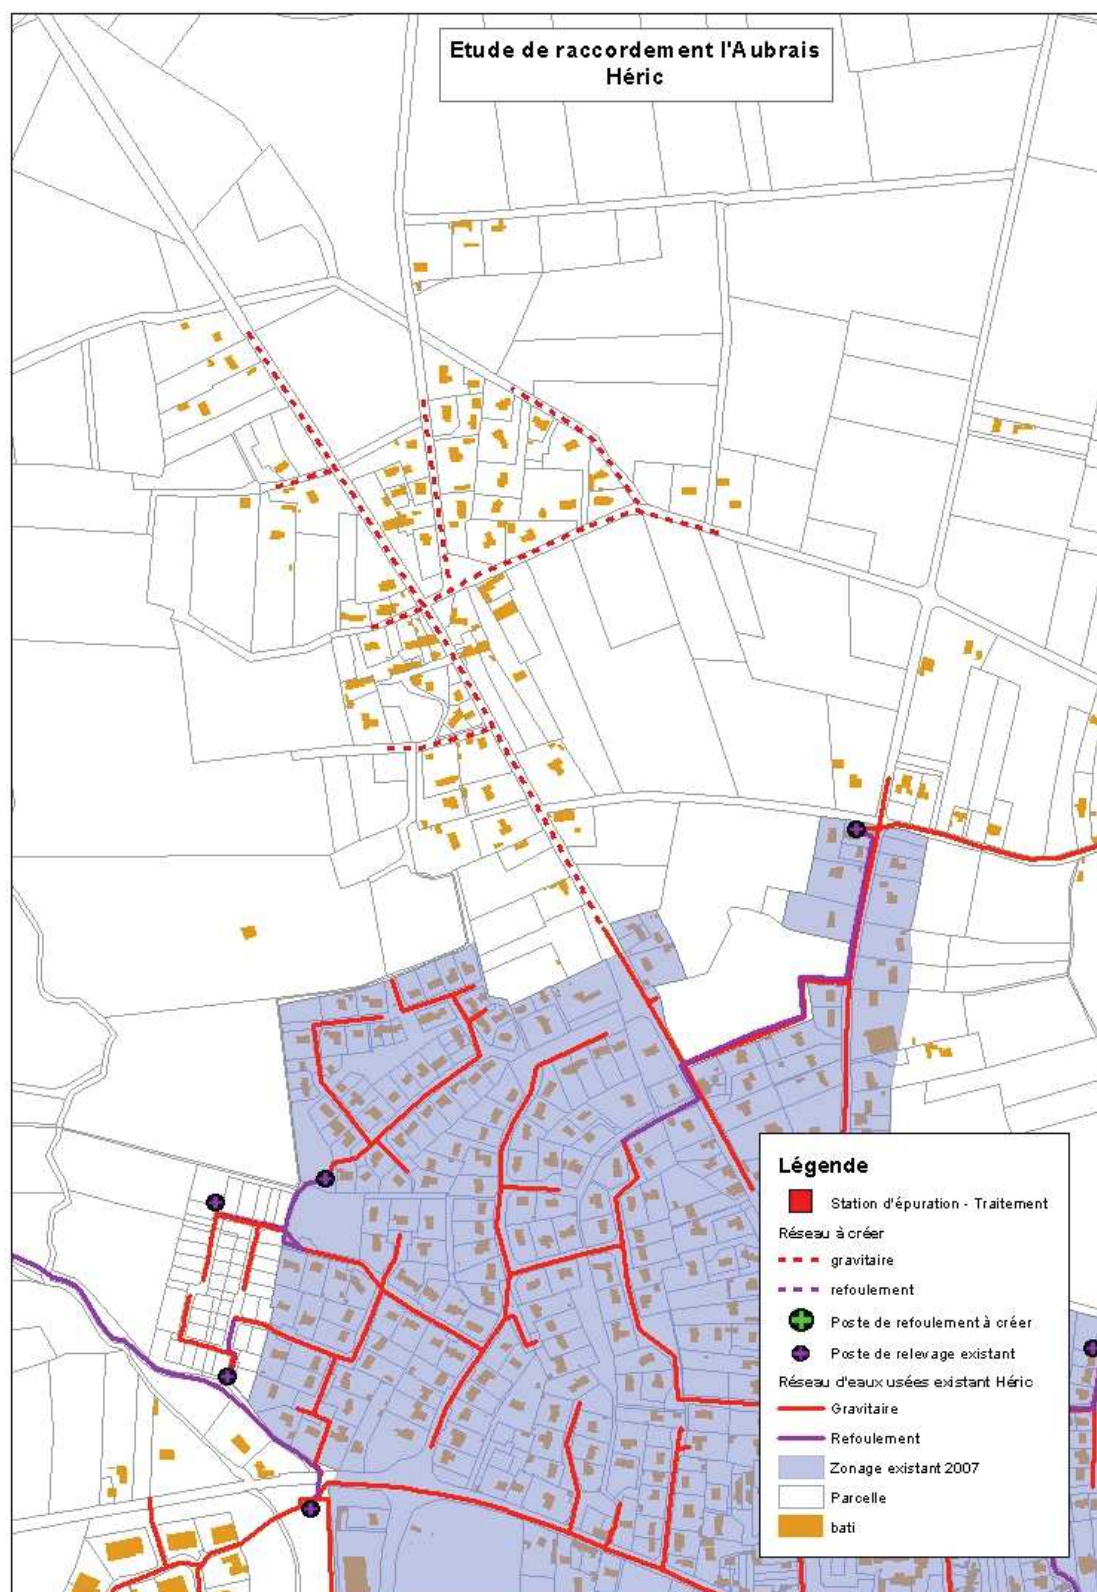 Etude de raccordement l'Aubrais
Héric
Légende
Station d'épuration - Traitement
Réseau à créer
gravitaire
refoulement
Poste de refoulement à créer
Poste de relevage existant
Réseau d'eaux usées existant Héric
Gravitaire
Refoulement
Zonage existant 2007
Parcelle
bati